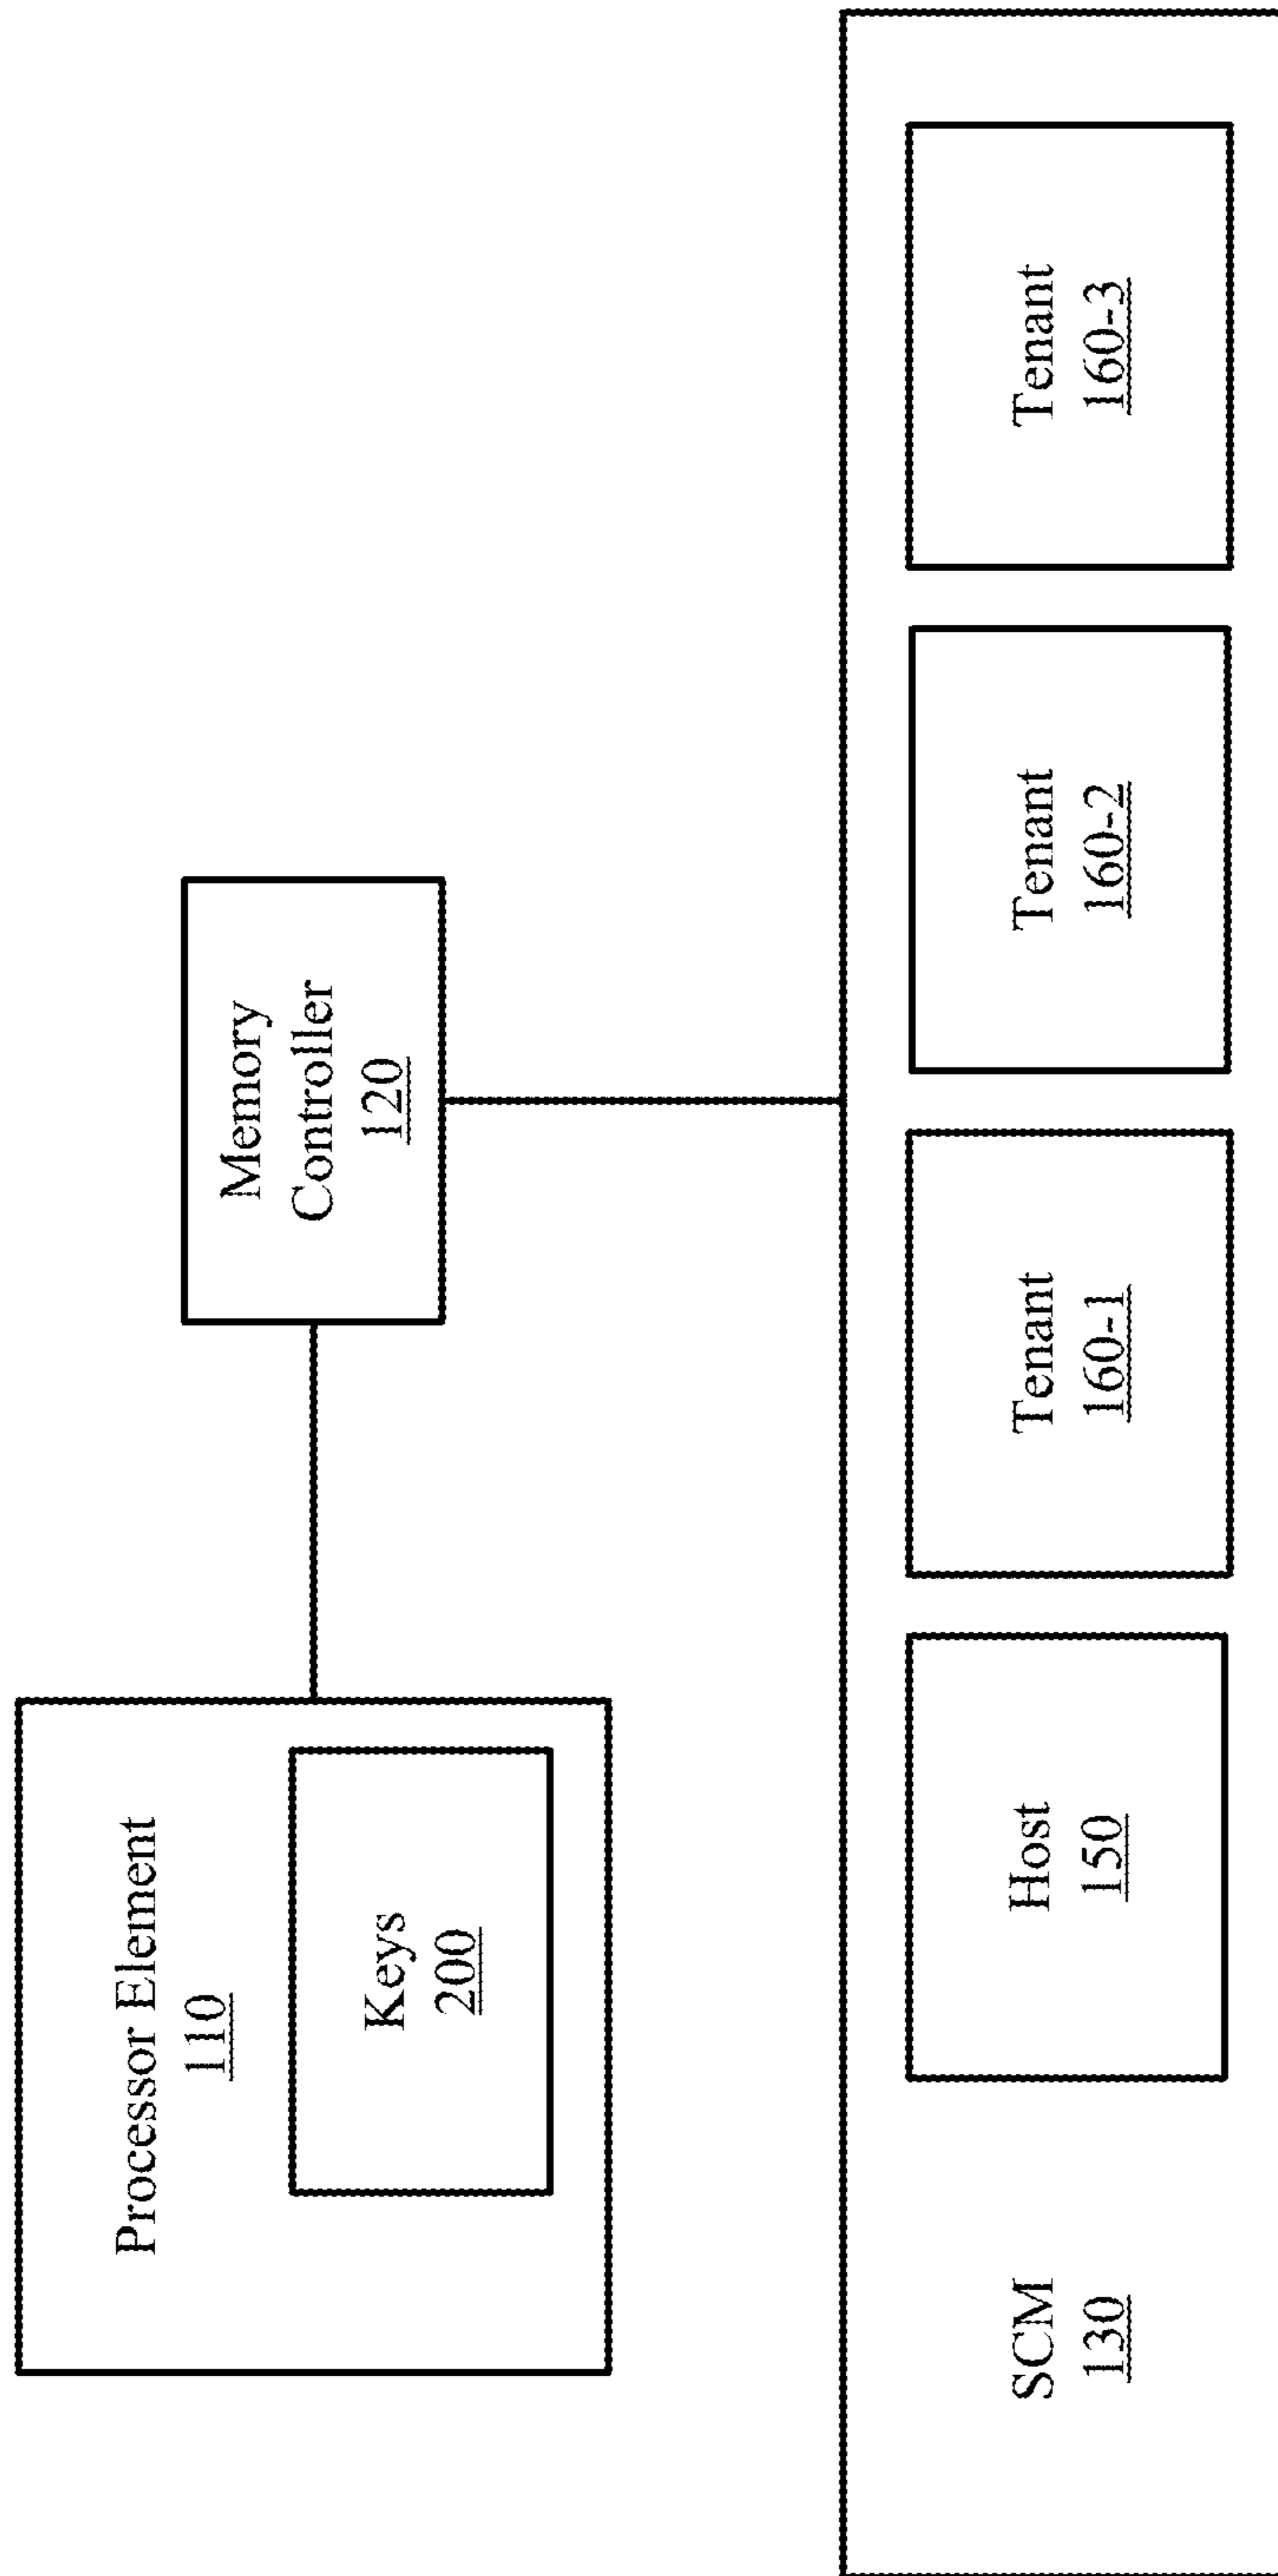 Processor Element
110
Keys
200
Memory
Controller
120
SCM
130
Host
150
Tenant
160-1
Tenant
160-2
Tenant
160-3